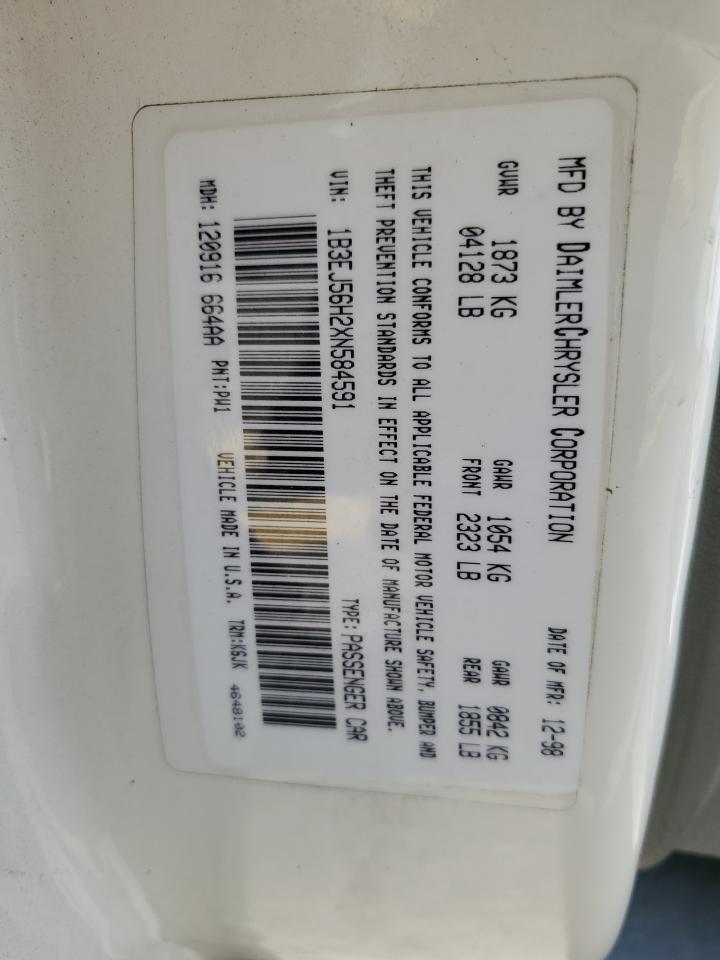 MFD BY DAIMLERCHRYSLER CORPORATION DATE OF MFR: 12-98
GVWR 1873 KG GAWR 1054 KG GAWR 0842 KG
04128 LB FRONT 2323 LB REAR 1855 LB
THIS VEHICLE CONFORMS TO ALL APPLICABLE FEDERAL MOTOR VEHICLE SAFETY, BUMPER AND
THEFT PREVENTION STANDARDS IN EFFECT ON THE DATE OF MANUFACTURE SHOWN ABOVE.
VIN: 1B3EJ56H2XN584591 TYPE: PASSENGER CAR
MDH: 120916 664AA PNT:PW1 VEHICLE MADE IN U.S.A. TRM:K6JK 4648102